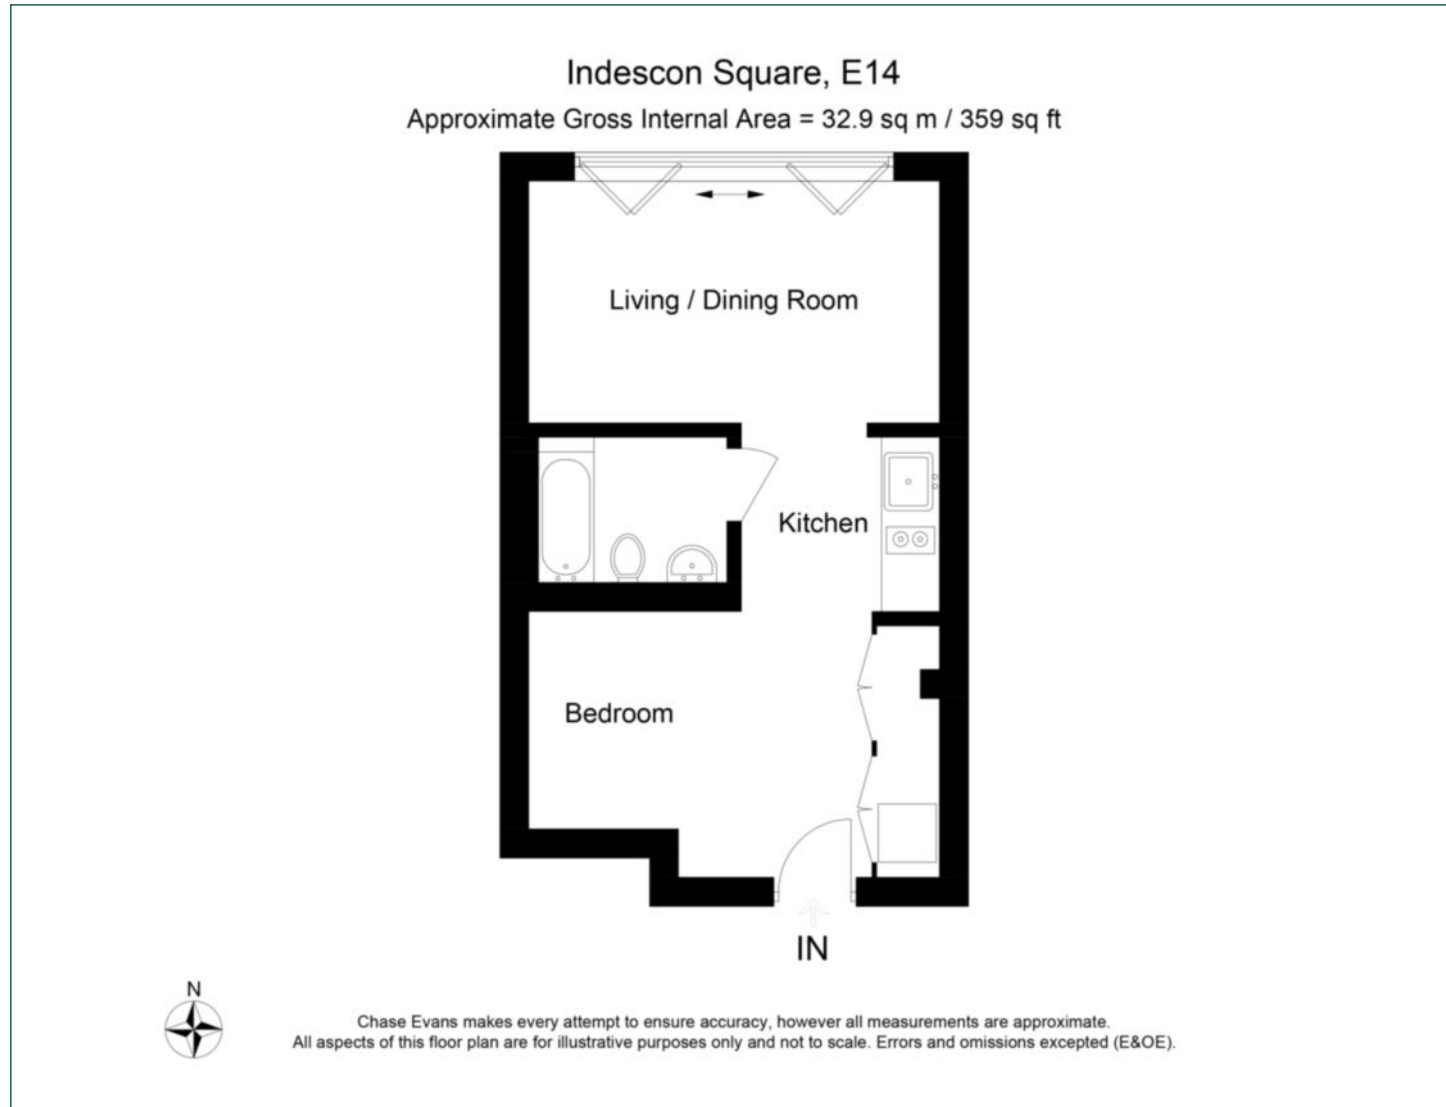 Indescon Square, E14
Approximate Gross Internal Area = 32.9 sq m / 359 sq ft
Living / Dining Room
Kitchen
Bedroom
IN
N
Chase Evans makes every attempt to ensure accuracy, however all measurements are approximate.
All aspects of this floor plan are for illustrative purposes only and not to scale. Errors and omissions excepted (E&OE).